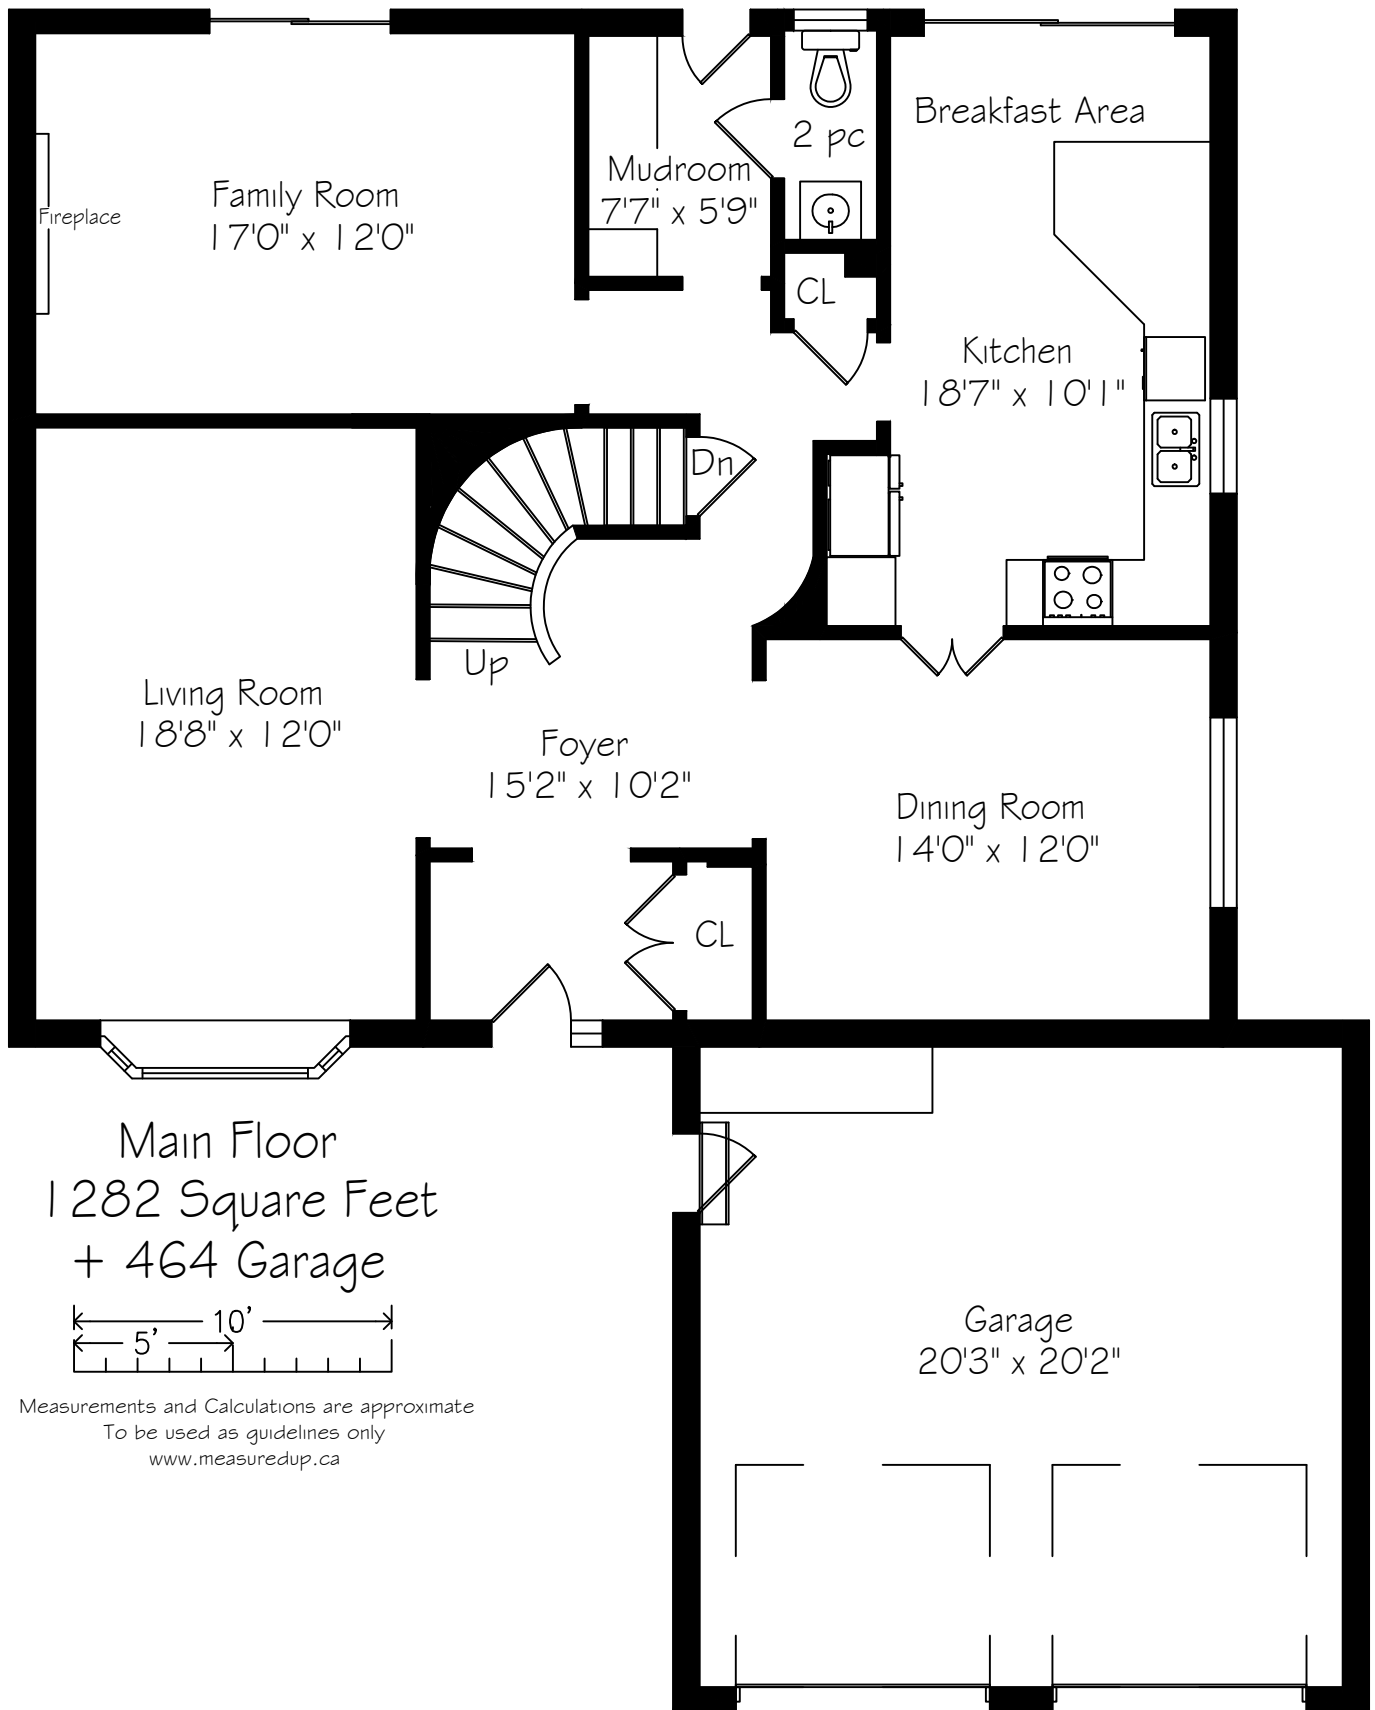 Breakfast Area
2 pc
Mudroom
7'7" x 5'9"
Family Room
17'0" x 12'0"
Fireplace
CL
Kitchen
18'7" x 10'1"
Dn
Up
Living Room
18'8" x 12'0"
Foyer
15'2" x 10'2"
Dining Room
14'0" x 12'0"
CL
Main Floor
1282 Square Feet
+ 464 Garage
10'
5'
Measurements and Calculations are approximate
To be used as guidelines only
www.measuredup.ca
Garage
20'3" x 20'2"